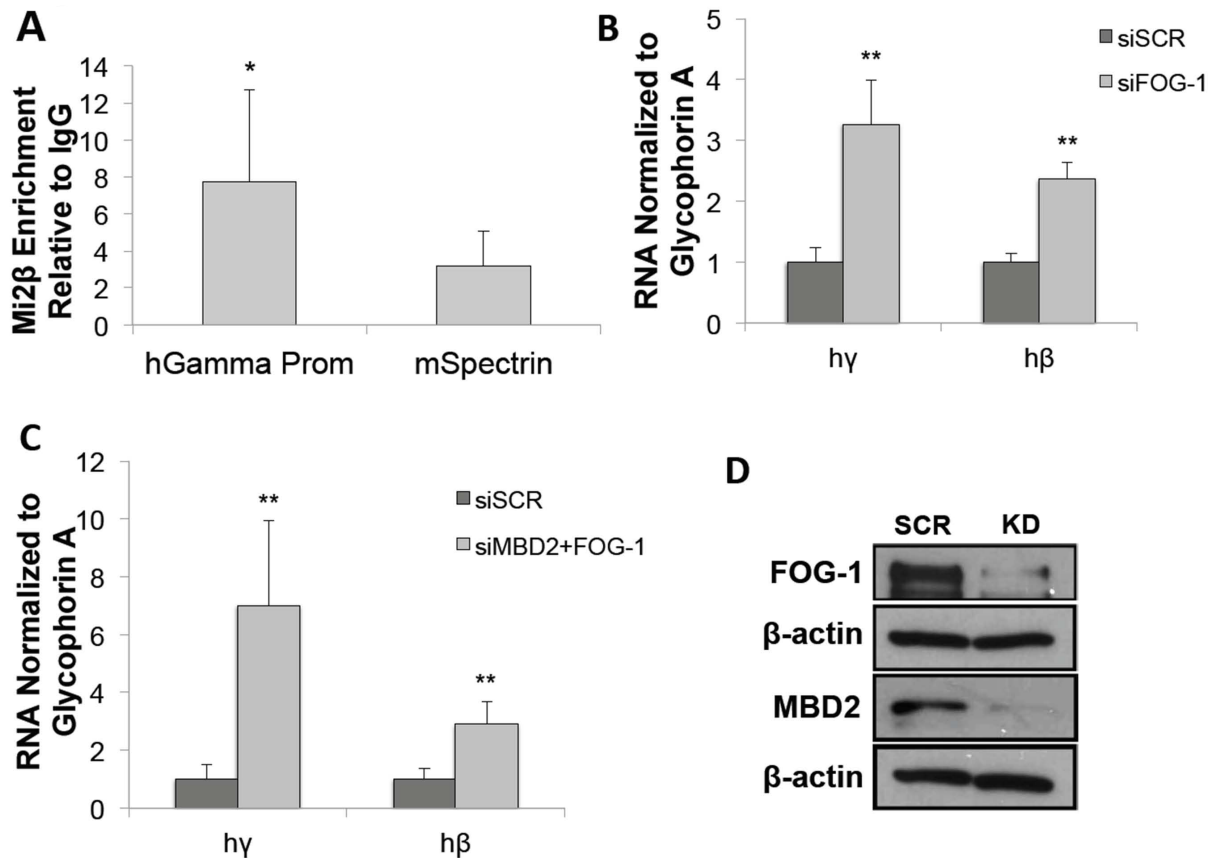 A
Mi2β Enrichment
Relative to IgG
14
12
10
8
6
4
2
0
*
hGamma Prom
mSpectrin
B
RNA Normalized to
Glycophorin A
5
4
3
2
1
0
**
**
siSCR
siFOG-1
hγ
hβ
C
RNA Normalized to
Glycophorin A
12
10
8
6
4
2
0
**
**
siSCR
siMBD2+FOG-1
hγ
hβ
D
SCR KD
FOG-1
β-actin
MBD2
β-actin